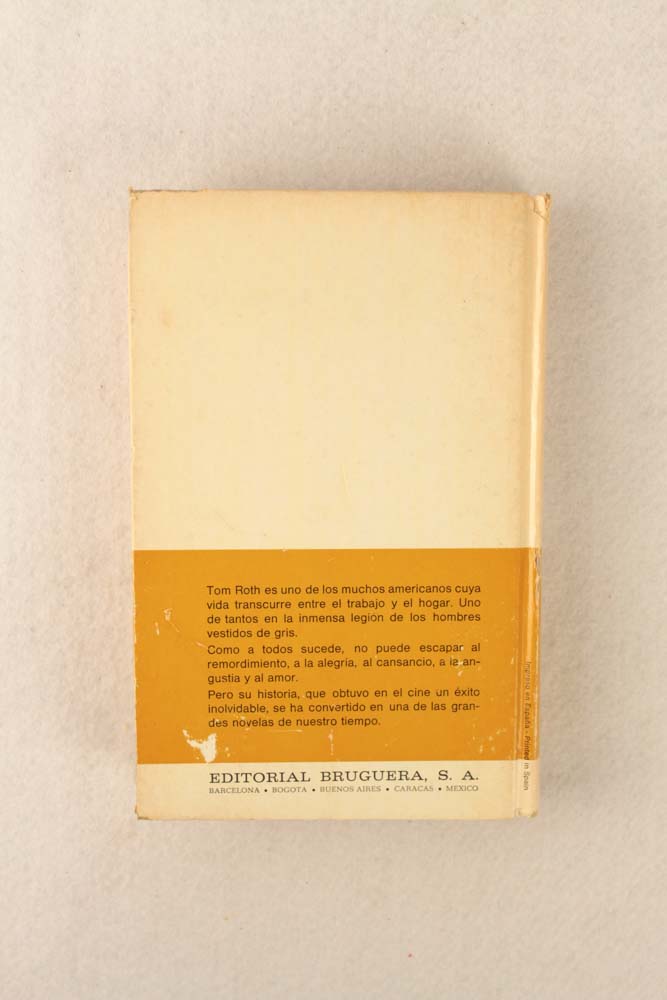 Tom Roth es uno de los muchos americanos cuya
vida transcurre entre el trabajo y el hogar. Uno
de tantos en la inmensa legión de los hombres
vestidos de gris.
Como a todos sucede, no puede escapar al
remordimiento, a la alegría, al cansancio, a la an-
gustia y al amor.
Pero su historia, que obtuvo en el cine un éxito
inolvidable, se ha convertido en una de las gran-
des novelas de nuestro tiempo.
EDITORIAL BRUGUERA, S. A.
BARCELONA • BOGOTA • BUENOS AIRES • CARACAS • MEXICO
Impreso en España - Printed in Spain